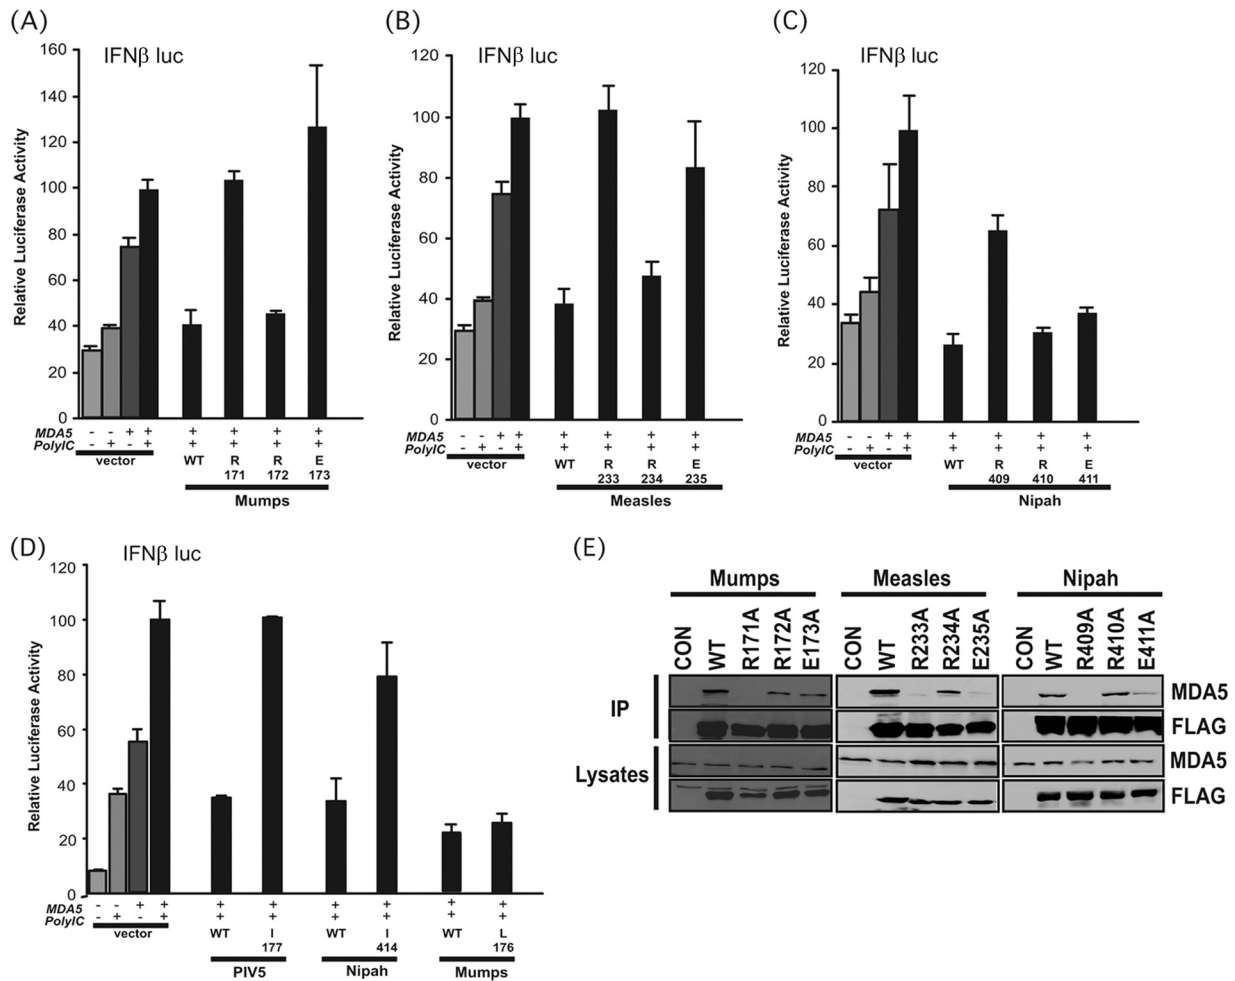 (A)
IFNβ luc
Relative Luciferase Activity
160
140
120
100
80
60
40
20
0
MDA5 - - + + + + + +
PolyIC - + - + + + + +
vector WT R R E
171 172 173
Mumps
(B)
IFNβ luc
Relative Luciferase Activity
120
100
80
60
40
20
0
MDA5 - - + + + + + +
PolyIC - + - + + + + +
vector WT R R E
233 234 235
Measles
(C)
IFNβ luc
Relative Luciferase Activity
120
100
80
60
40
20
0
MDA5 - - + + + + + +
PolyIC - + - + + + + +
vector WT R R E
409 410 411
Nipah
(D)
IFNβ luc
Relative Luciferase Activity
120
100
80
60
40
20
0
MDA5 - - + + + + + + + +
PolyIC - + - + + + + + + +
vector WT I WT I WT L
177 414 176
PIV5 Nipah Mumps
(E)
Mumps Measles Nipah
CON WT R171A R172A E173A CON WT R233A R234A E235A CON WT R409A R410A E411A
IP
MDA5
FLAG
Lysates
MDA5
FLAG